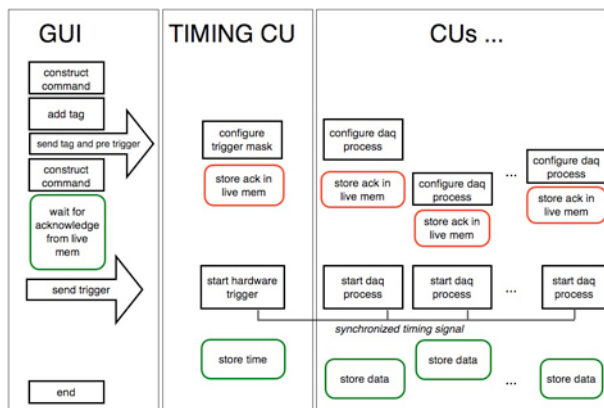 GUI
construct
command
add tag
send tag and pre trigger
construct
command
wait for
acknowledge
from live
mem
send trigger
end
TIMING CU
configure
trigger mask
store ack in
live mem
start hardware
trigger
store time
CUs ...
configure daq
process
store ack in
live mem
configure daq
process
store ack in
live mem
...
configure daq
process
store ack in
live mem
start daq
process
start daq
process
...
start daq
process
synchronized timing signal
store data
store data
...
store data